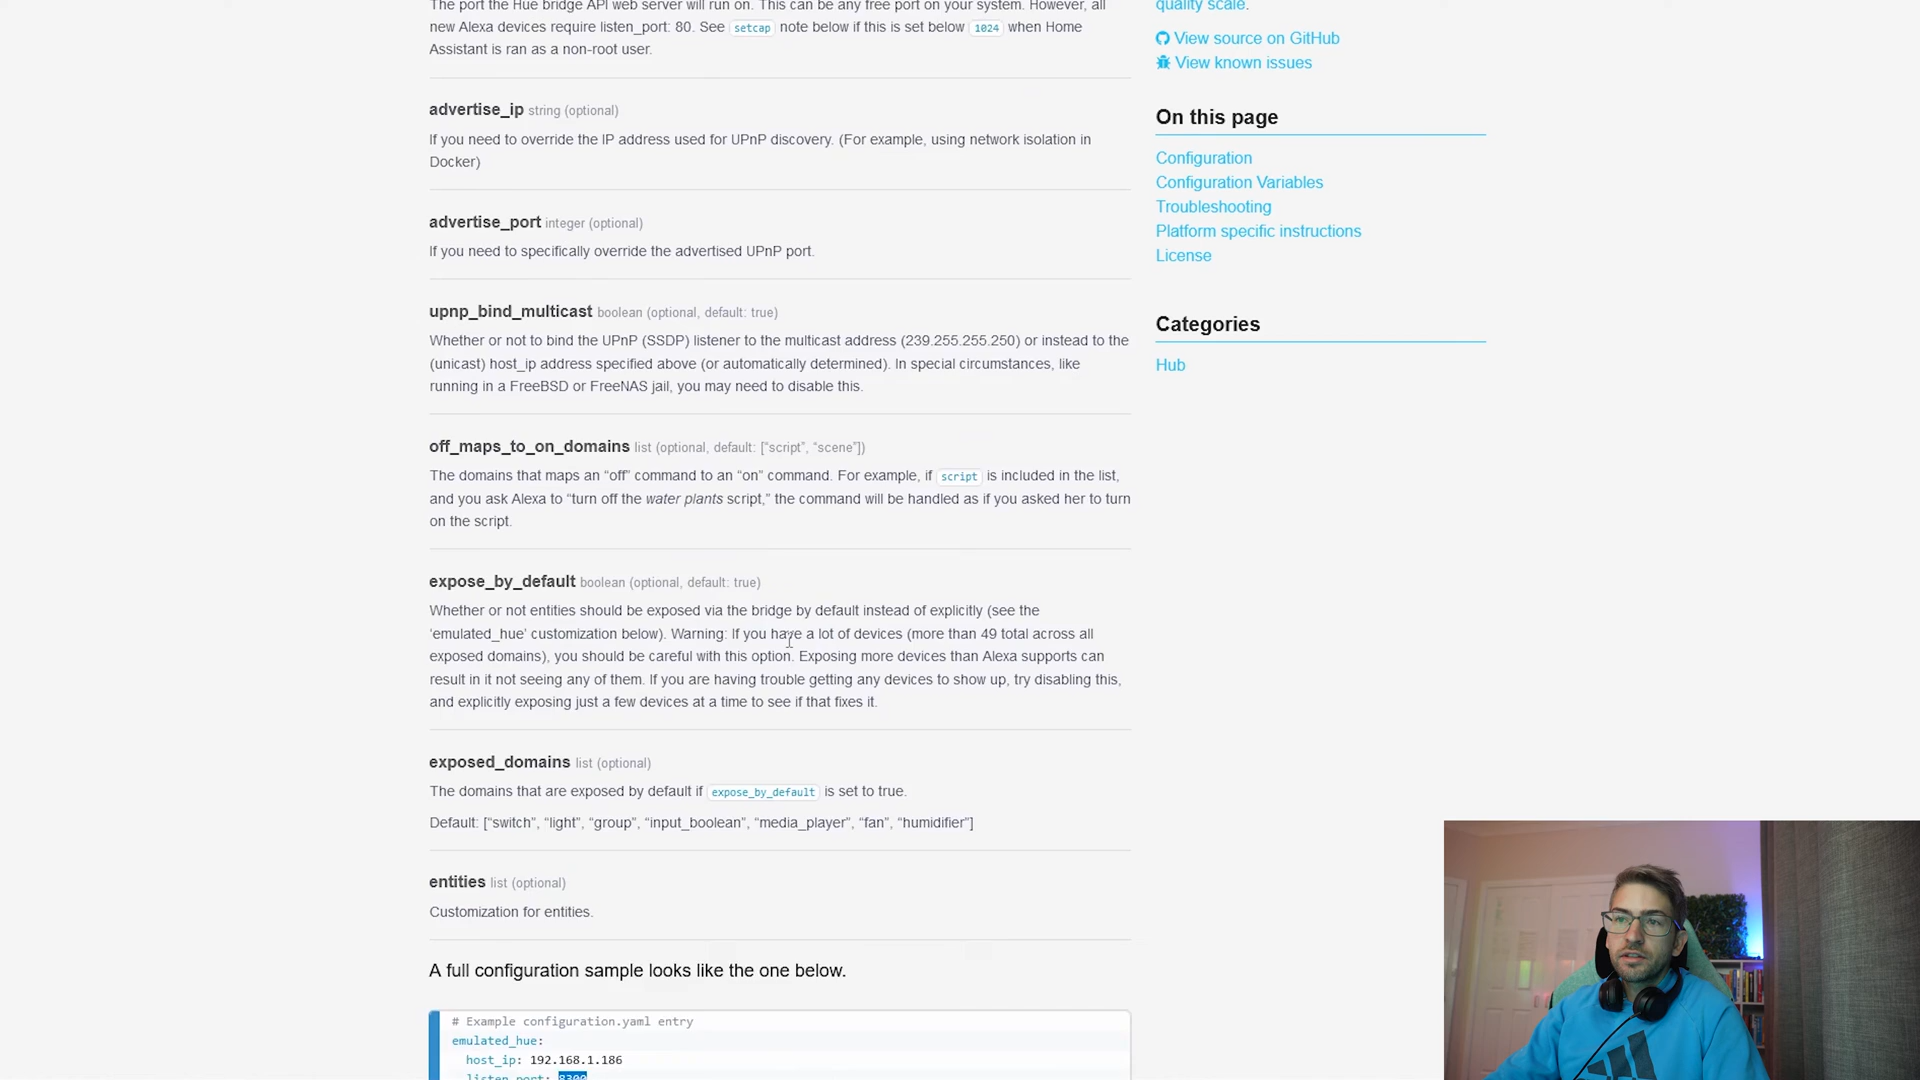 The port the Hue bridge API web server will run on. This can be any free port on your system. However, all
new Alexa devices require listen_port: 80. See setcap note below if this is set below 1024 when Home
Assistant is ran as a non-root user.
advertise_ip string (optional)
If you need to override the IP address used for UPnP discovery. (For example, using network isolation in
Docker)
advertise_port integer (optional)
If you need to specifically override the advertised UPnP port.
upnp_bind_multicast boolean (optional, default: true)
Whether or not to bind the UPnP (SSDP) listener to the multicast address (239.255.255.250) or instead to the
(unicast) host_ip address specified above (or automatically determined). In special circumstances, like
running in a FreeBSD or FreeNAS jail, you may need to disable this.
off_maps_to_on_domains list (optional, default: [“script”, “scene”])
The domains that maps an “off” command to an “on” command. For example, if script is included in the list,
and you ask Alexa to “turn off the water plants script,” the command will be handled as if you asked her to turn
on the script.
expose_by_default boolean (optional, default: true)
Whether or not entities should be exposed via the bridge by default instead of explicitly (see the
‘emulated_hue’ customization below). Warning: If you have a lot of devices (more than 49 total across all
exposed domains), you should be careful with this option. Exposing more devices than Alexa supports can
result in it not seeing any of them. If you are having trouble getting any devices to show up, try disabling this,
and explicitly exposing just a few devices at a time to see if that fixes it.
exposed_domains list (optional)
The domains that are exposed by default if expose_by_default is set to true.
Default: [“switch”, “light”, “group”, “input_boolean”, “media_player”, “fan”, “humidifier”]
entities list (optional)
Customization for entities.
A full configuration sample looks like the one below.
# Example configuration.yaml entry
emulated_hue:
host_ip: 192.168.1.186
listen_port: 8300
quality scale.
View source on GitHub
View known issues
On this page
Configuration
Configuration Variables
Troubleshooting
Platform specific instructions
License
Categories
Hub